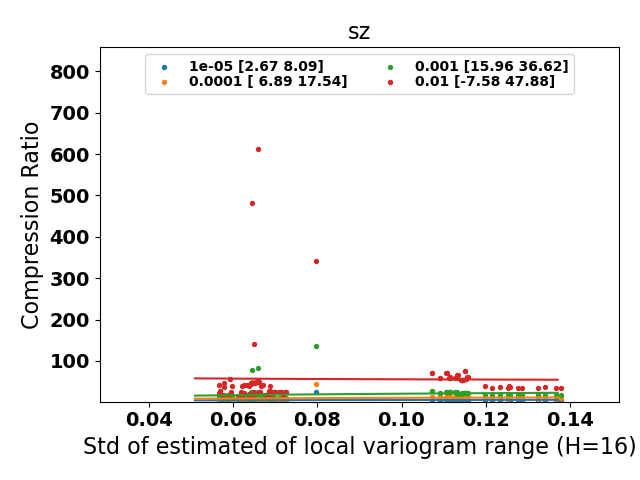 sz
1e-05 [2.67 8.09]
0.0001 [ 6.89 17.54]
0.001 [15.96 36.62]
0.01 [-7.58 47.88]
Compression Ratio
800
700
600
500
400
300
200
100
0.04 0.06 0.08 0.10 0.12 0.14
Std of estimated of local variogram range (H=16)